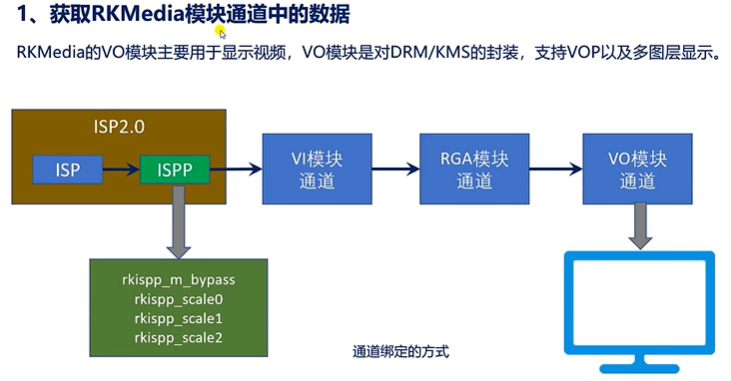 1、获取RKMedia模块通道中的数据
RKMedia的VO模块主要用于显示视频，VO模块是对DRM/KMS的封装，支持VOP以及多图层显示。
ISP2.0
ISP
ISPP
VI模块
通道
RGA模块
通道
VO模块
通道
rkispp_m_bypass
rkispp_scale0
rkispp_scale1
rkispp_scale2
通道绑定的方式